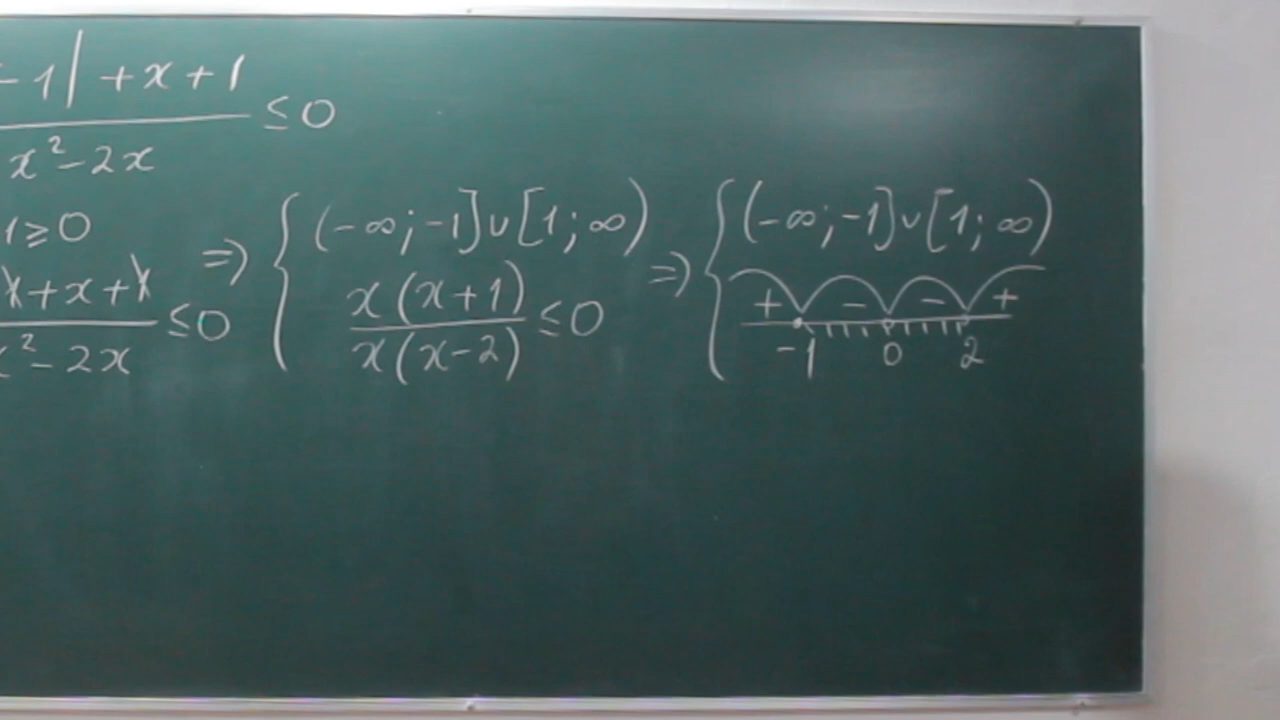 - 1| + x + 1
≤ 0
x² - 2x
1 ≥ 0
x + x + x
≤ 0
x² - 2x
=> { (-∞; -1] ∪ [1; ∞)
x(x+1)
≤ 0
x(x-2)
=> { (-∞; -1] ∪ [1; ∞)
+ - - +
-1 0 2